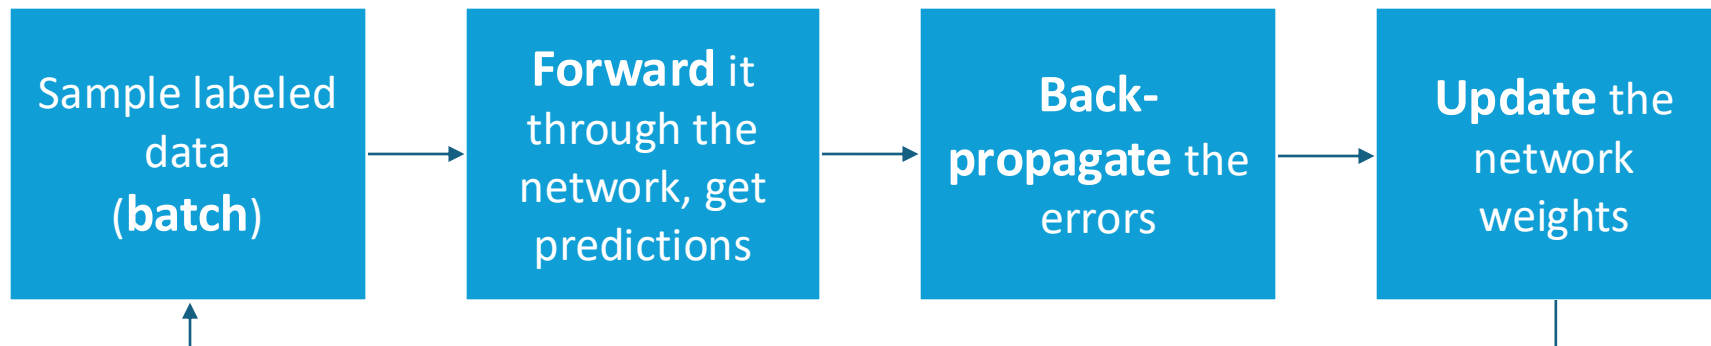 Sample labeled
data
(batch)
Forward it
through the
network, get
predictions
Back-
propagate the
errors
Update the
network
weights